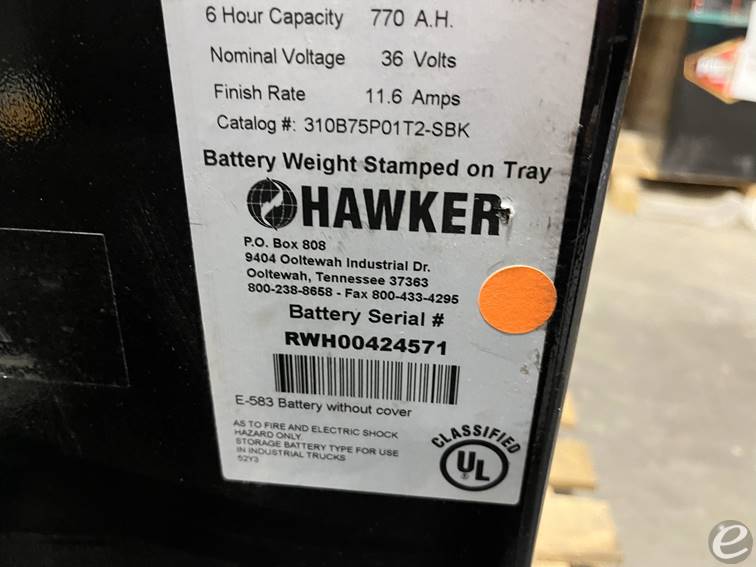 6 Hour Capacity 770 A.H.
Nominal Voltage 36 Volts
Finish Rate 11.6 Amps
Catalog #: 310B75P01T2-SBK
Battery Weight Stamped on Tray
HAWKER
P.O. Box 808
9404 Ooltewah Industrial Dr.
Ooltewah, Tennessee 37363
800-238-8658 - Fax 800-433-4295
Battery Serial #
RWH00424571
E-583 Battery without cover
AS TO FIRE AND ELECTRIC SHOCK
HAZARD ONLY.
STORAGE BATTERY TYPE FOR USE
IN INDUSTRIAL TRUCKS
52Y3
CLASSIFIED
UL
e